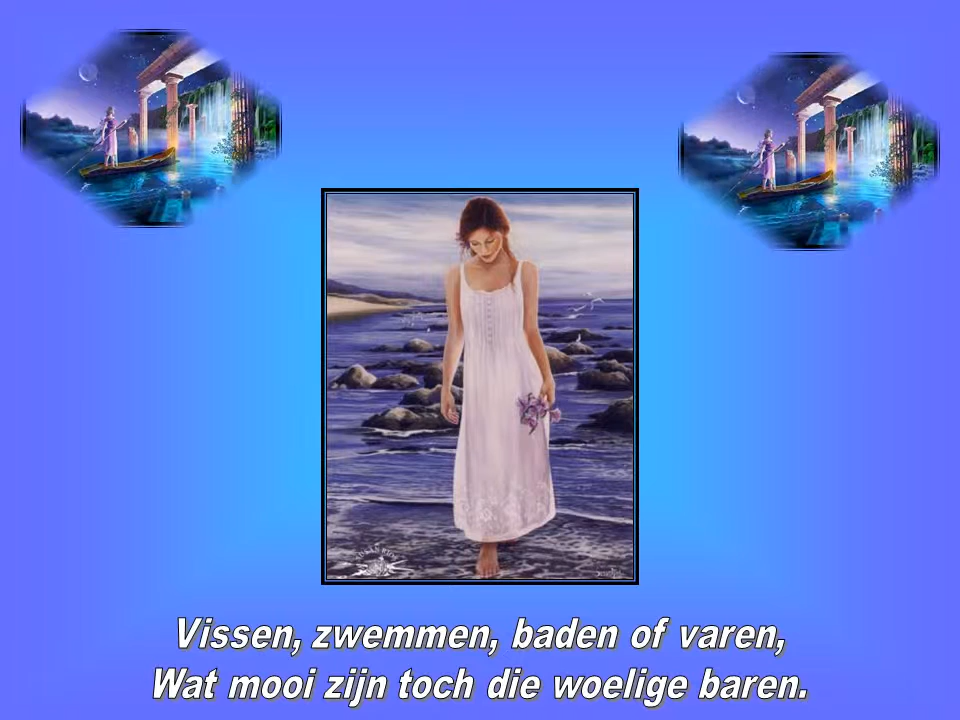 Vissen, zwemmen, baden of varen,
Wat mooi zijn toch die woelige baren.